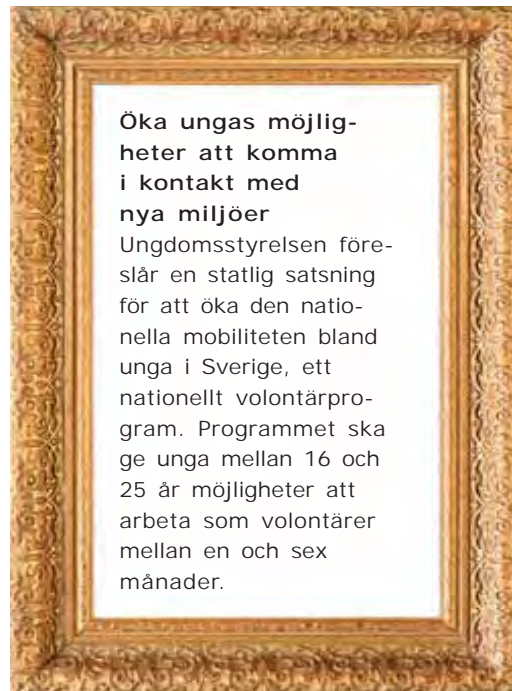 Öka ungas möjlig-
heter att komma
i kontakt med
nya miljöer
Ungdomsstyrelsen före-
slår en statlig satsning
för att öka den natio-
nella mobiliteten bland
unga i Sverige, ett
nationellt volontärpro-
gram. Programmet ska
ge unga mellan 16 och
25 år möjligheter att
arbeta som volontärer
mellan en och sex
månader.